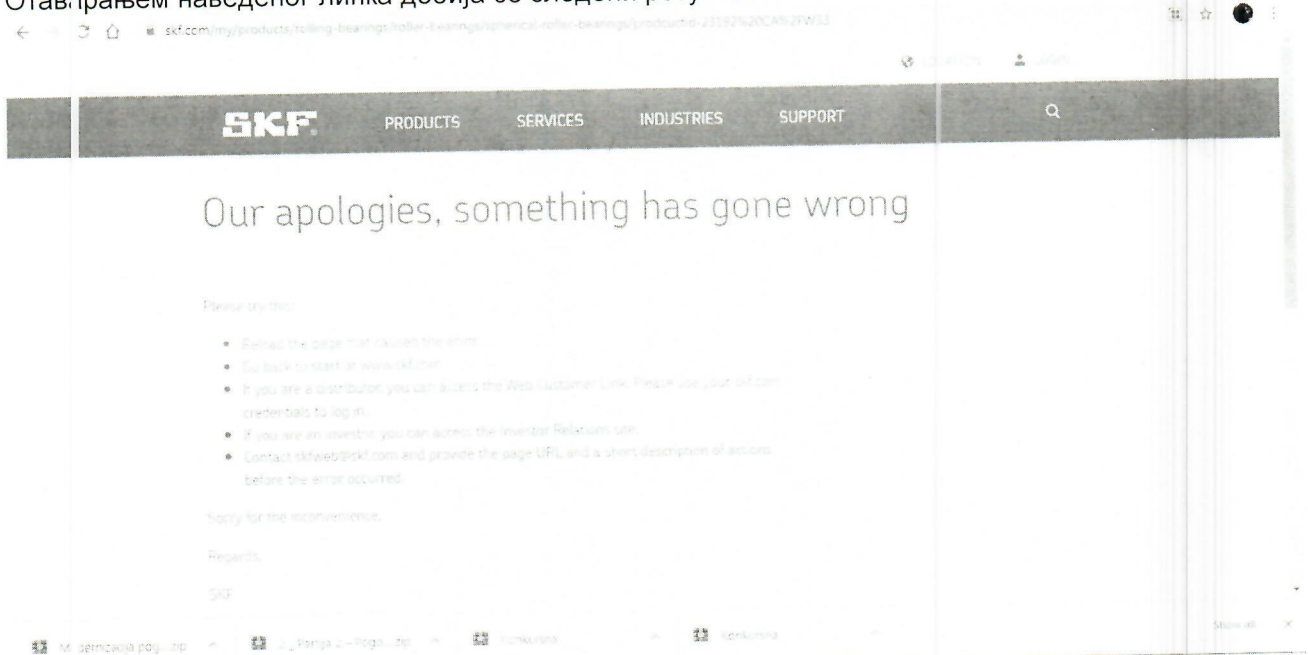 наведеног линка добија се
skf.com/my/products/rolling-bearings/roller-bearings/spherical-roller-bearings/productid-23192%20CA%2FW33
LOCATION LOGIN
SKF. PRODUCTS SERVICES INDUSTRIES SUPPORT
Our apologies, something has gone wrong
Please try this:
Reload the page that caused the error
Go back to start at www.skf.com
If you are a distributor, you can access the Web Customer Link. Please use your skf.com
credentials to log in.
If you are an investor, you can access the Investor Relations site.
Contact skfweb@skf.com and provide the page URL and a short description of actions
before the error occurred.
Sorry for the inconvenience.
Regards,
SKF
Show all